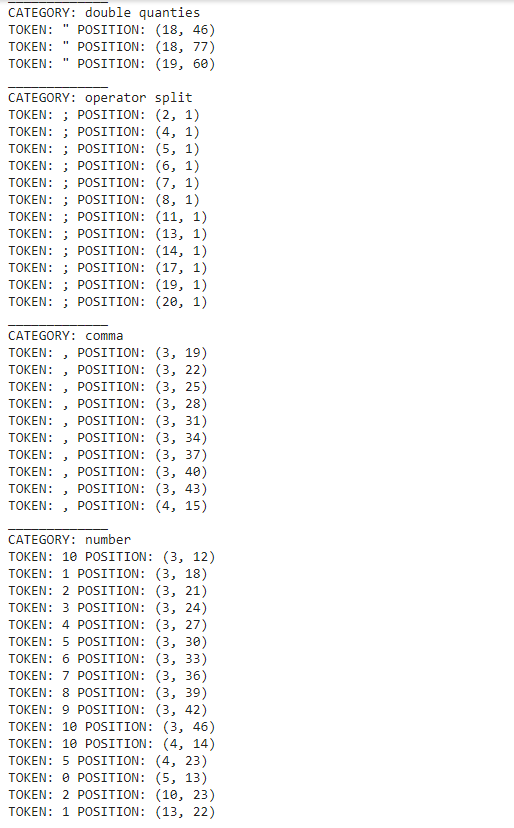 _____________
CATEGORY: double quanties
TOKEN: " POSITION: (18, 46)
TOKEN: " POSITION: (18, 77)
TOKEN: " POSITION: (19, 60)
_____________
CATEGORY: operator split
TOKEN: ; POSITION: (2, 1)
TOKEN: ; POSITION: (4, 1)
TOKEN: ; POSITION: (5, 1)
TOKEN: ; POSITION: (6, 1)
TOKEN: ; POSITION: (7, 1)
TOKEN: ; POSITION: (8, 1)
TOKEN: ; POSITION: (11, 1)
TOKEN: ; POSITION: (13, 1)
TOKEN: ; POSITION: (14, 1)
TOKEN: ; POSITION: (17, 1)
TOKEN: ; POSITION: (19, 1)
TOKEN: ; POSITION: (20, 1)
_____________
CATEGORY: comma
TOKEN: , POSITION: (3, 19)
TOKEN: , POSITION: (3, 22)
TOKEN: , POSITION: (3, 25)
TOKEN: , POSITION: (3, 28)
TOKEN: , POSITION: (3, 31)
TOKEN: , POSITION: (3, 34)
TOKEN: , POSITION: (3, 37)
TOKEN: , POSITION: (3, 40)
TOKEN: , POSITION: (3, 43)
TOKEN: , POSITION: (4, 15)
_____________
CATEGORY: number
TOKEN: 10 POSITION: (3, 12)
TOKEN: 1 POSITION: (3, 18)
TOKEN: 2 POSITION: (3, 21)
TOKEN: 3 POSITION: (3, 24)
TOKEN: 4 POSITION: (3, 27)
TOKEN: 5 POSITION: (3, 30)
TOKEN: 6 POSITION: (3, 33)
TOKEN: 7 POSITION: (3, 36)
TOKEN: 8 POSITION: (3, 39)
TOKEN: 9 POSITION: (3, 42)
TOKEN: 10 POSITION: (3, 46)
TOKEN: 10 POSITION: (4, 14)
TOKEN: 5 POSITION: (4, 23)
TOKEN: 0 POSITION: (5, 13)
TOKEN: 2 POSITION: (10, 23)
TOKEN: 1 POSITION: (13, 22)